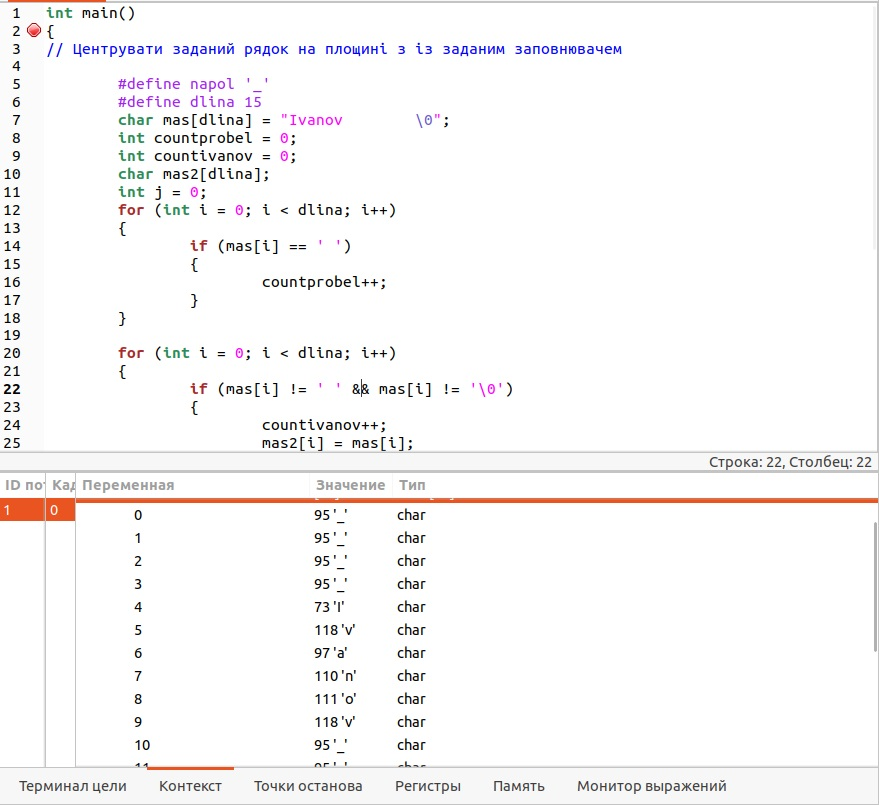 1 int main()
2 {
3 // Центрувати заданий рядок на площині з із заданим заповнювачем
4
5 #define napol '_'
6 #define dlina 15
7 char mas[dlina] = "Ivanov        \0";
8 int countprobel = 0;
9 int countivanov = 0;
10 char mas2[dlina];
11 int j = 0;
12 for (int i = 0; i < dlina; i++)
13 {
14 if (mas[i] == ' ')
15 {
16 countprobel++;
17 }
18 }
19
20 for (int i = 0; i < dlina; i++)
21 {
22 if (mas[i] != ' ' && mas[i] != '\0')
23 {
24 countivanov++;
25 mas2[i] = mas[i];
Строка: 22, Столбец: 22
ID по Кад Переменная Значение Тип
1 0
0 95 '_' char
1 95 '_' char
2 95 '_' char
3 95 '_' char
4 73 'I' char
5 118 'v' char
6 97 'a' char
7 110 'n' char
8 111 'o' char
9 118 'v' char
10 95 '_' char
11 95 '_' char
Терминал цели Контекст Точки останова Регистры Память Монитор выражений